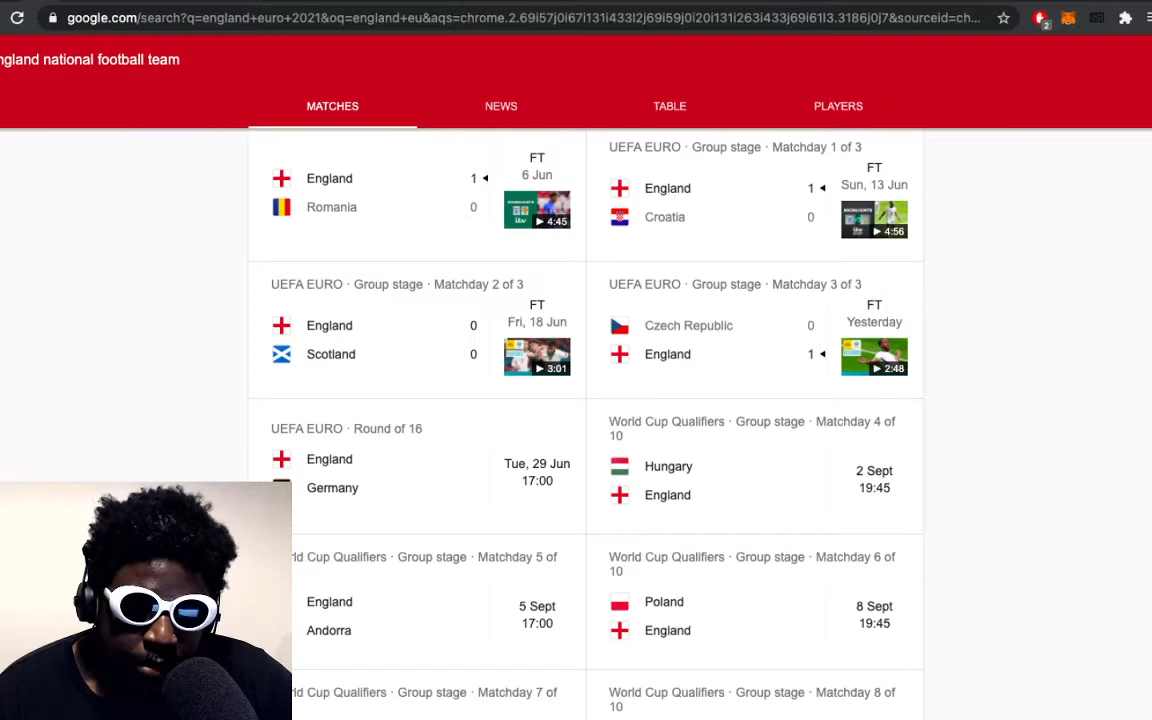 google.com/search?q=england+euro+2021&oq=england+eu&aqs=chrome.2.69i57j0i67i131i433l2j69i59j0i20i131i263i433j69i61l3.3186j0j7&sourceid=ch...
2
ngland national football team
MATCHES
NEWS
TABLE
PLAYERS
England 1
Romania 0
FT
6 Jun
4:45
UEFA EURO · Group stage · Matchday 1 of 3
England 1
Croatia 0
FT
Sun, 13 Jun
4:56
UEFA EURO · Group stage · Matchday 2 of 3
England 0
Scotland 0
FT
Fri, 18 Jun
3:01
UEFA EURO · Group stage · Matchday 3 of 3
Czech Republic 0
England 1
FT
Yesterday
2:48
UEFA EURO · Round of 16
England
Germany
Tue, 29 Jun
17:00
World Cup Qualifiers · Group stage · Matchday 4 of
10
Hungary
England
2 Sept
19:45
ld Cup Qualifiers · Group stage · Matchday 5 of
England
Andorra
5 Sept
17:00
World Cup Qualifiers · Group stage · Matchday 6 of
10
Poland
England
8 Sept
19:45
ld Cup Qualifiers · Group stage · Matchday 7 of
World Cup Qualifiers · Group stage · Matchday 8 of
10